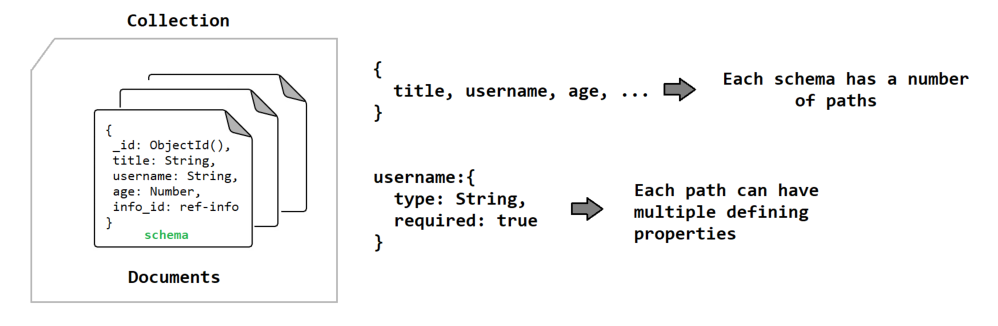 Collection
{
_id: ObjectId(),
title: String,
username: String,
age: Number,
info_id: ref-info
}
schema
Documents
{
title, username, age, ...
}
Each schema has a number
of paths
username:{
type: String,
required: true
}
Each path can have
multiple defining
properties